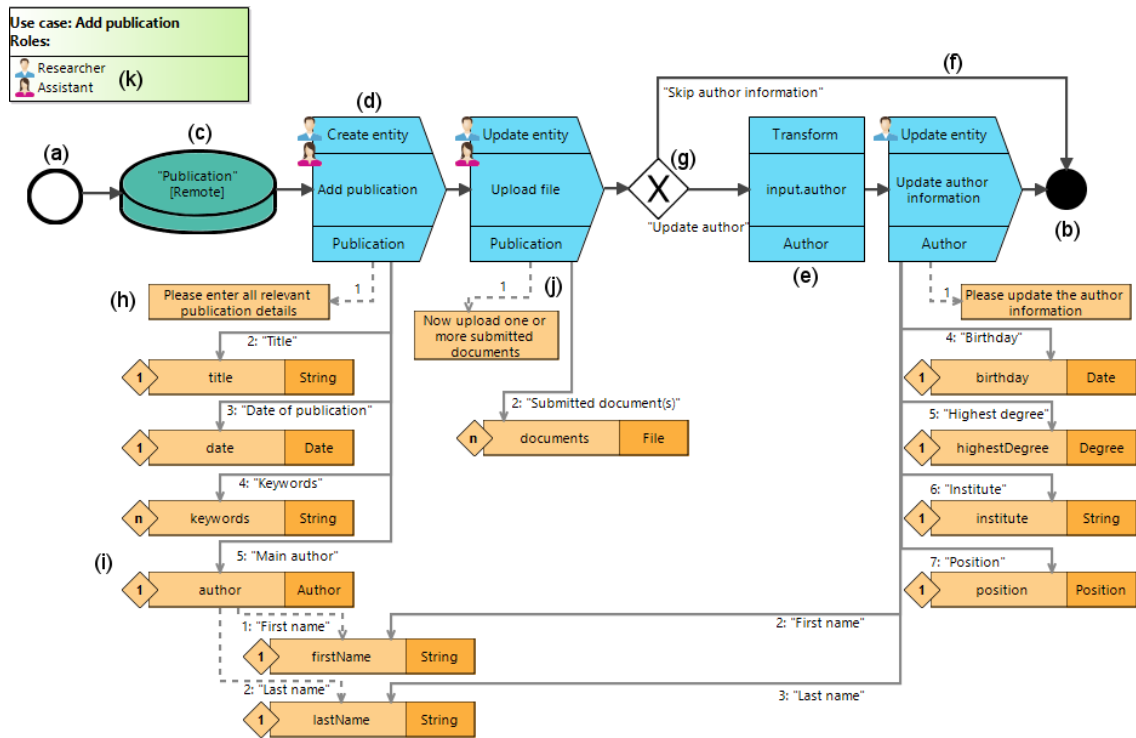 Use case: Add publication
Roles:
Researcher
Assistant
(k)
(a)
(c)
"Publication"
[Remote]
(d)
Create entity
Add publication
Publication
Update entity
Upload file
Publication
(f)
"Skip author information"
(g)
X
"Update author"
Transform
input.author
Author
(e)
Update entity
Update author
information
Author
(b)
(h)
1
Please enter all relevant
publication details
(j)
1
Now upload one or
more submitted
documents
1
Please update the author
information
2: "Title"
1 title String
3: "Date of publication"
1 date Date
4: "Keywords"
n keywords String
(i)
5: "Main author"
1 author Author
2: "Submitted document(s)"
n documents File
4: "Birthday"
1 birthday Date
5: "Highest degree"
1 highestDegree Degree
6: "Institute"
1 institute String
7: "Position"
1 position Position
1: "First name"
2: "First name"
1 firstName String
2: "Last name"
3: "Last name"
1 lastName String